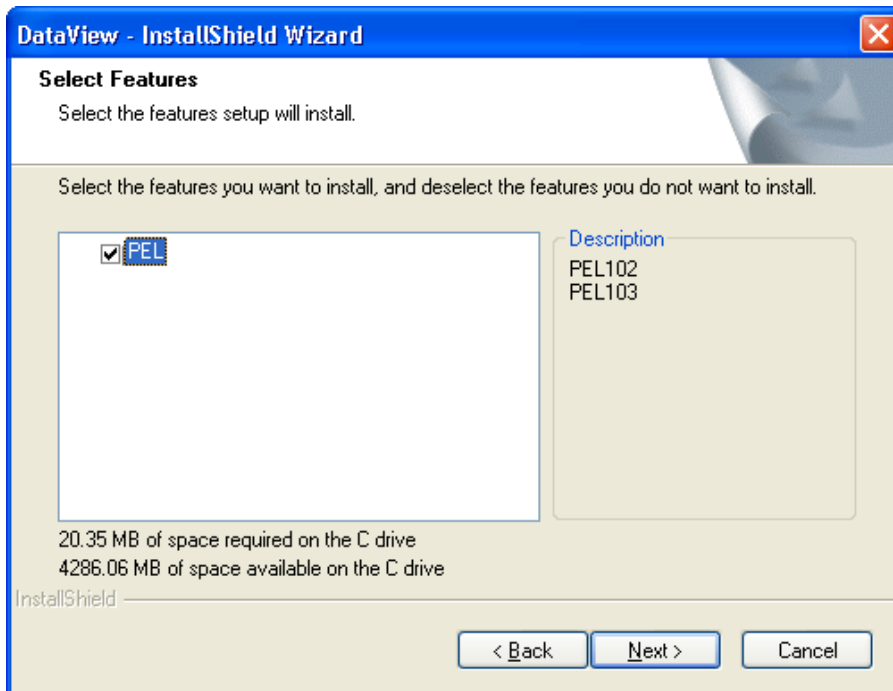 DataView - InstallShield Wizard
Select Features
Select the features setup will install.
Select the features you want to install, and deselect the features you do not want to install.
PEL
Description
PEL102
PEL103
20.35 MB of space required on the C drive
4286.06 MB of space available on the C drive
InstallShield
< Back
Next >
Cancel